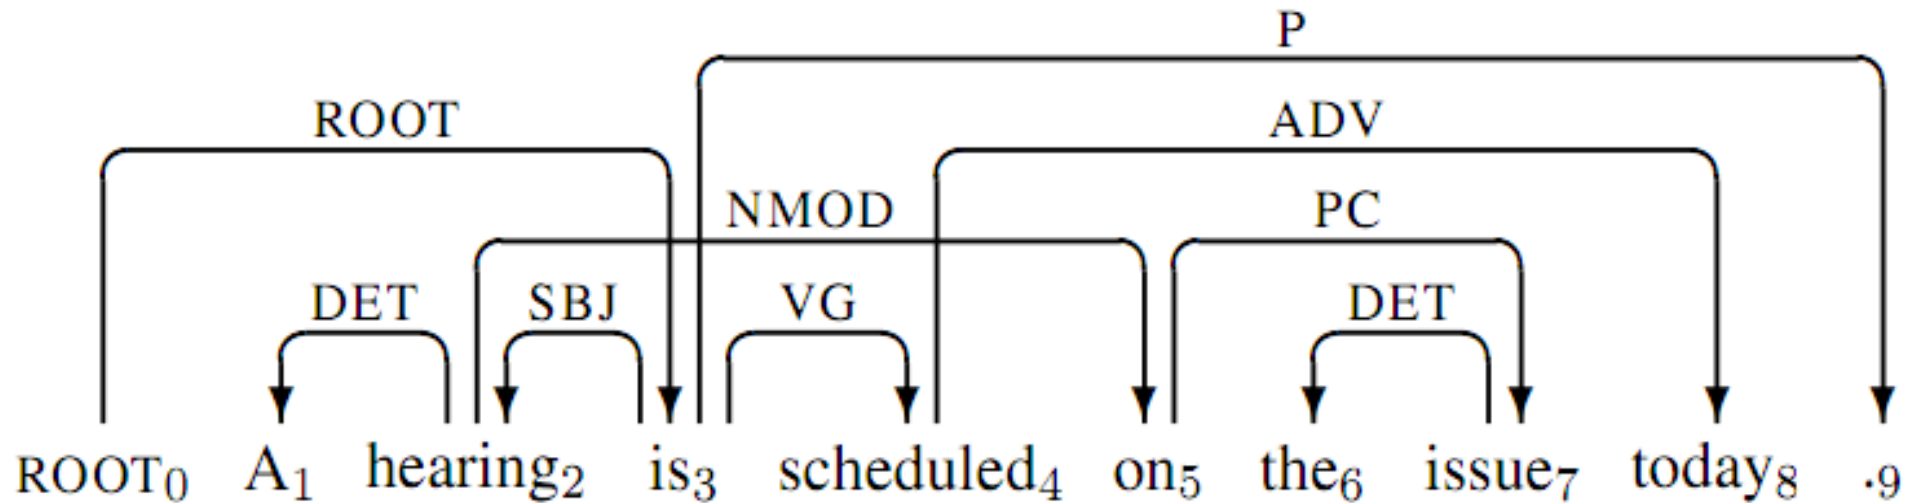 P
ROOT ADV
NMOD PC
DET SBJ VG DET
ROOT₀ A₁ hearing₂ is₃ scheduled₄ on₅ the₆ issue₇ today₈ .₉